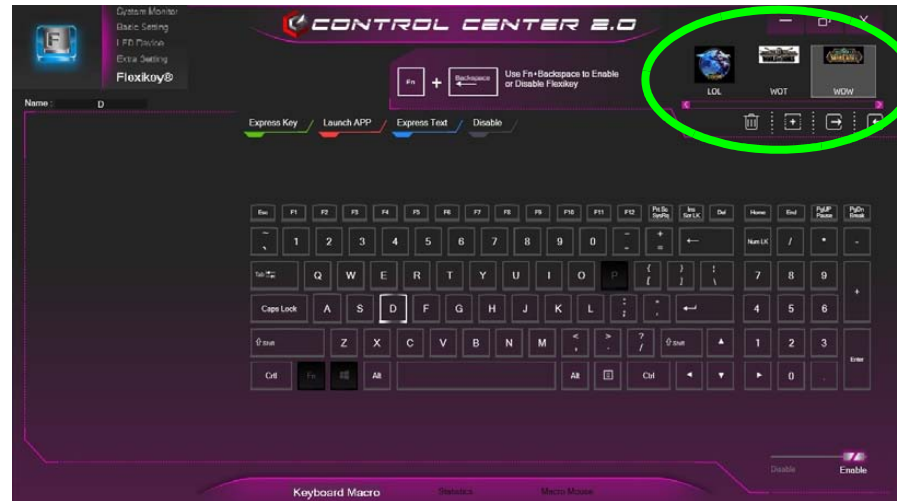 System Monitor
Basic Setting
LED Device
Extra Setting
Flexikey®
CONTROL CENTER 2.0
Fn + Backspace
Use Fn+Backspace to Enable
or Disable Flexikey
LOL WOT WOW
Name : D
Express Key / Launch APP / Express Text / Disable /
Esc F1 F2 F3 F4 F5 F6 F7 F8 F9 F10 F11 F12 Prt Sc SysRq Ins Scr LK Del Home End PgUP Pause PgDn Break
~ 1 2 3 4 5 6 7 8 9 0 - + = ← Num LK / * -
Tab Q W E R T Y U I O P { [ } ] | \ 7 8 9 +
Caps Lock A S D F G H J K L : ; " ' 4 5 6
Shift Z X C V B N M < , > . ? / Shift 1 2 3 Enter
Ctrl Fn Alt Alt Ctrl 0 .
Disable Enable
Keyboard Macro Statistics Macro Mouse